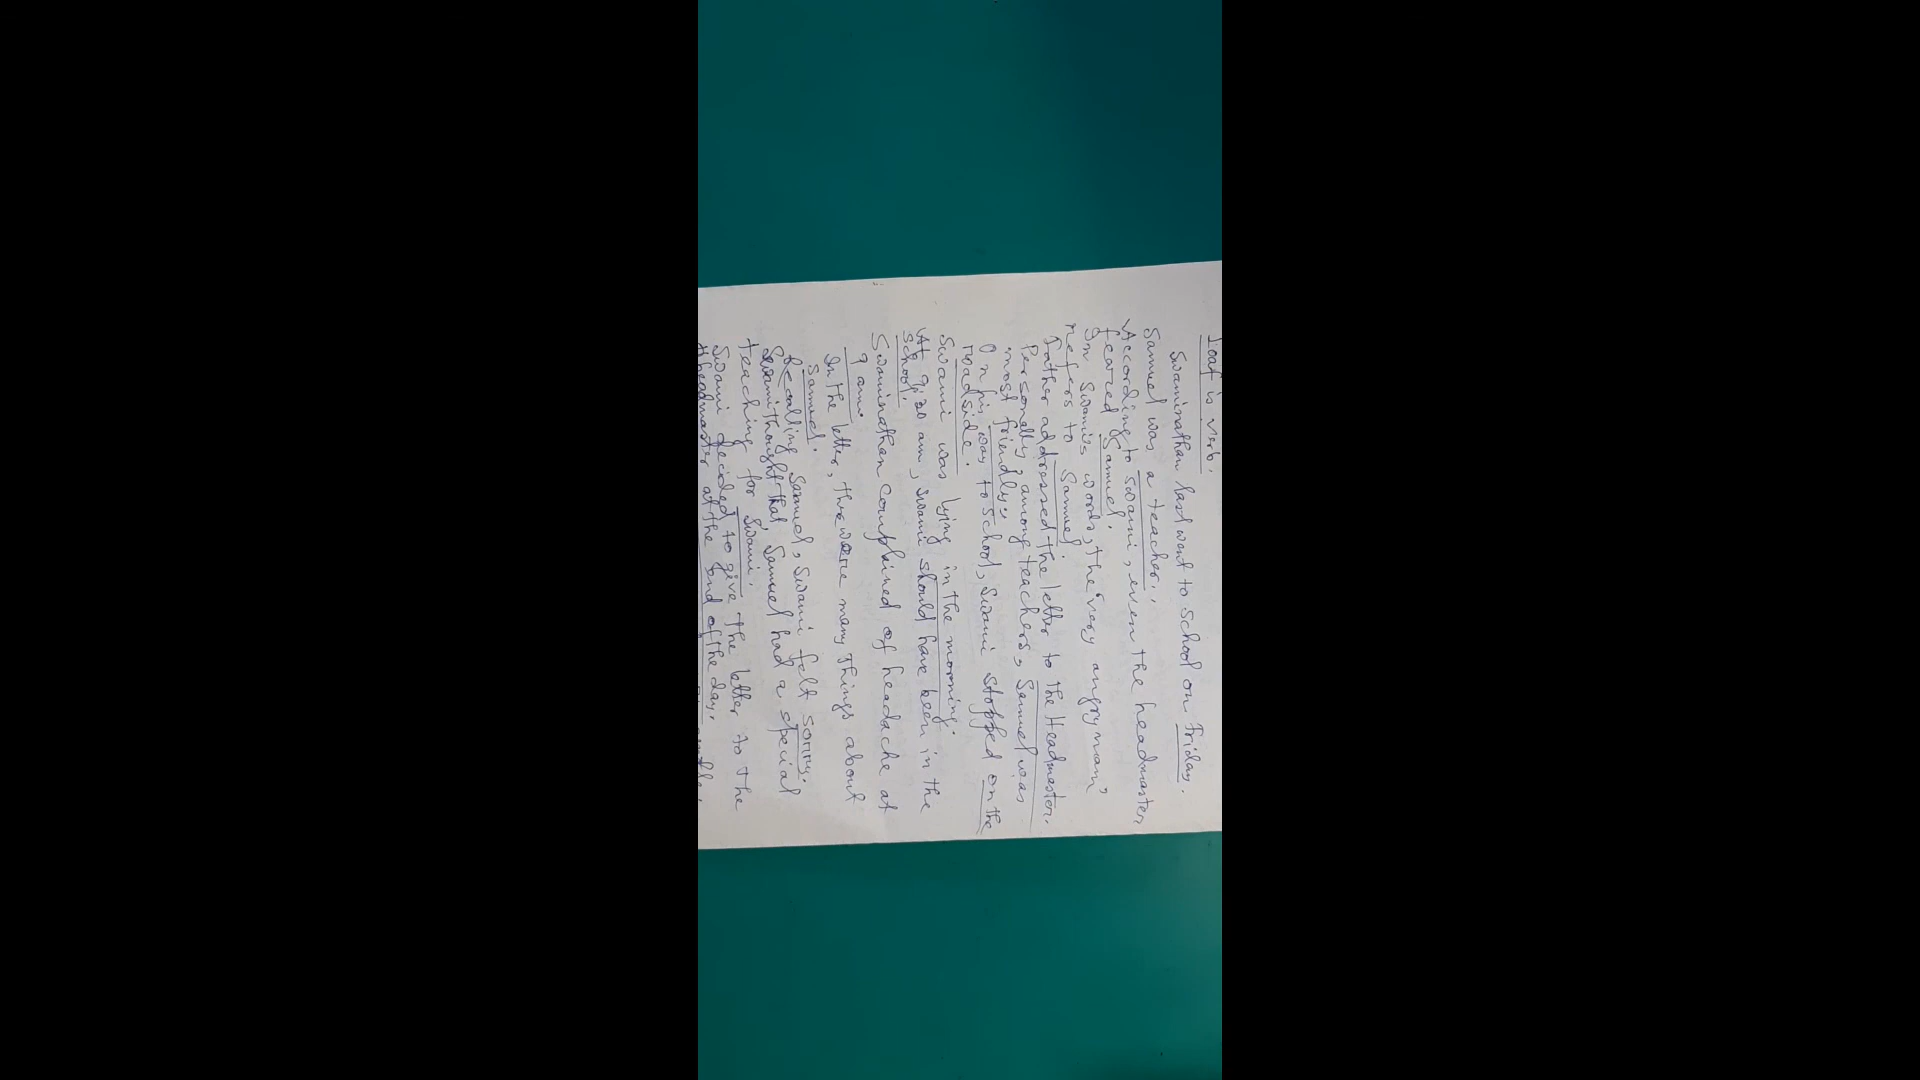 Loaf is verb.
Swaminathan last went to School on Friday.
Samuel was a teacher.
According to Swami, even the headmaster
feared Samuel.
In Swamis words, the "very angry man"
refers to Samuel.
Father addressed the letter to the Headmaster.
Personally, among teachers, Samuel was
most friendly.
On his way to School, Swami stopped on the
roadside.
Swami was lying in the morning.
At 9:30 am, Swami should have been in the
School.
Swaminathan complained of headache at
9 am.
In the letter, there were many things about
Samuel.
Recalling Samuel, Swami felt sorry.
Swami thought that, Samuel had a special
teaching for Swami.
Swami decided to give the letter to the
headmaster at the end of the day.